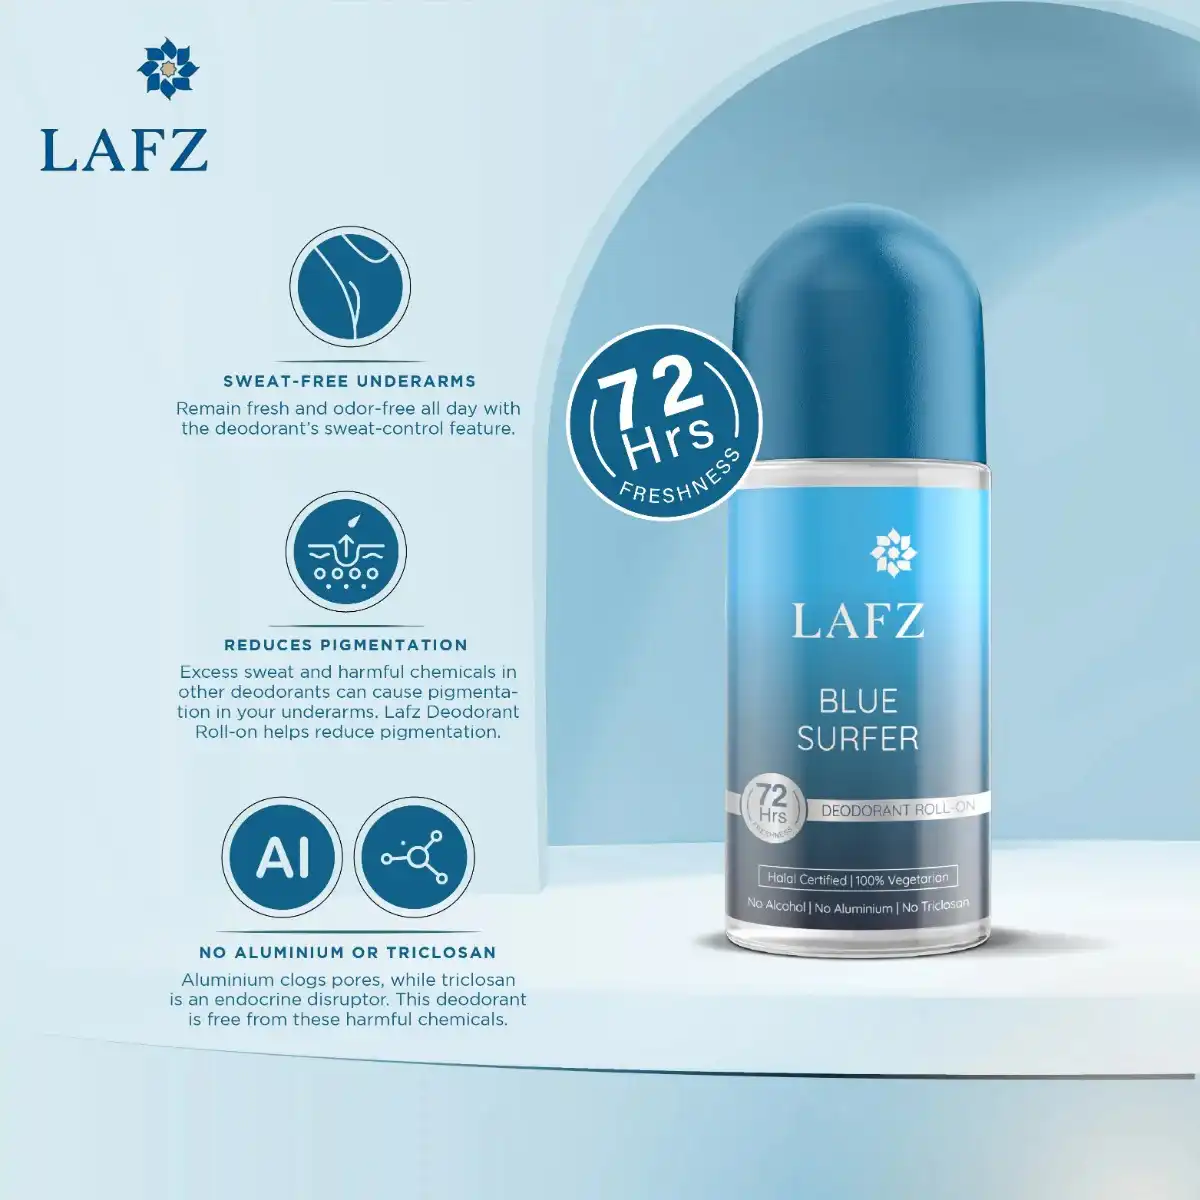 LAFZ
SWEAT-FREE UNDERARMS
Remain fresh and odor-free all day with
the deodorant's sweat-control feature.
REDUCES PIGMENTATION
Excess sweat and harmful chemicals in
other deodorants can cause pigmenta-
tion in your underarms. Lafz Deodorant
Roll-on helps reduce pigmentation.
Al
NO ALUMINIUM OR TRICLOSAN
Aluminium clogs pores, while triclosan
is an endocrine disruptor. This deodorant
is free from these harmful chemicals.
72
Hrs
FRESHNESS
LAFZ
BLUE
SURFER
72
Hrs
FRESHNESS
DEODORANT ROLL-ON
Halal Certified | 100% Vegetarian
No Alcohol | No Aluminium | No Triclosan